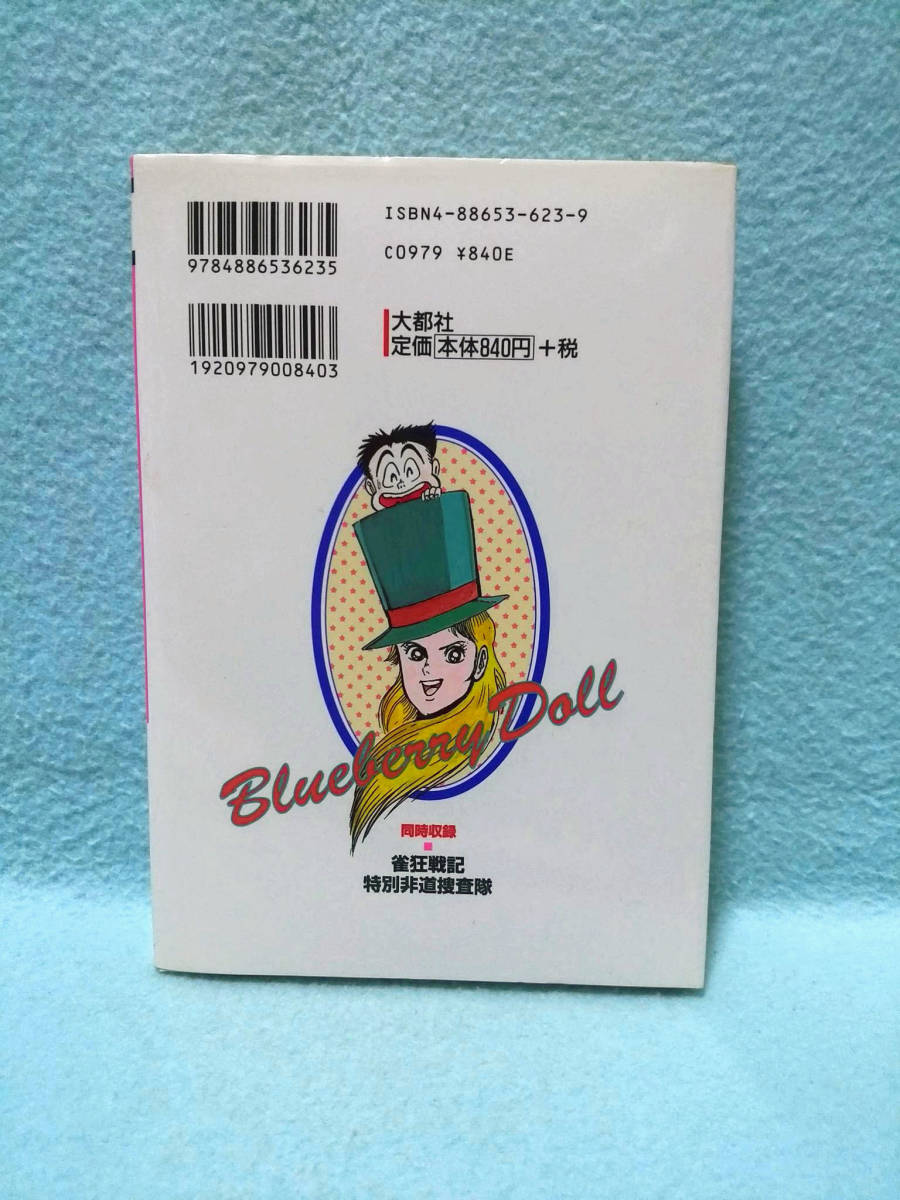 ISBN4-88653-623-9
9784886536235
C0979 ¥840E
大都社
定価 本体840円 +税
1920979008403
Blueberry Doll
同時収録
雀狂戦記
特別非道捜査隊